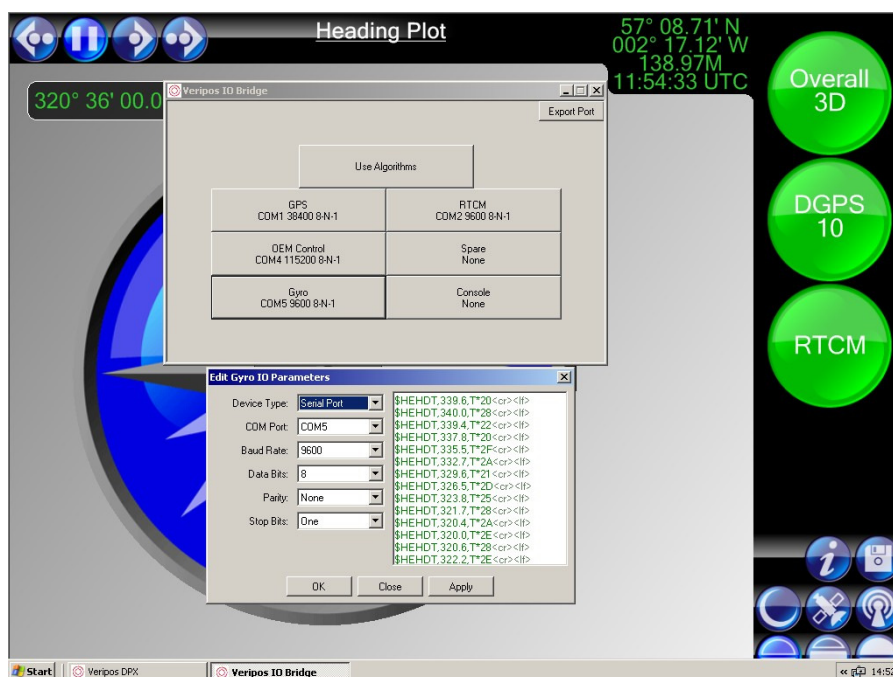 Heading Plot
57° 08.71' N
002° 17.12' W
138.97M
11:54:33 UTC
320° 36' 00.0
Overall
3D
DGPS
10
RTCM
Veripos IO Bridge
Export Port
Use Algorithms
GPS
COM1 38400 8-N-1
RTCM
COM2 9600 8-N-1
OEM Control
COM4 115200 8-N-1
Spare
None
Gyro
COM5 9600 8-N-1
Console
None
Edit Gyro IO Parameters
Device Type: Serial Port
COM Port: COM5
Baud Rate: 9600
Data Bits: 8
Parity: None
Stop Bits: One
$HEHDT,339.6,T*20<cr><lf>
$HEHDT,340.0,T*28<cr><lf>
$HEHDT,339.4,T*22<cr><lf>
$HEHDT,337.8,T*20<cr><lf>
$HEHDT,335.5,T*2F<cr><lf>
$HEHDT,332.7,T*2A<cr><lf>
$HEHDT,329.6,T*21<cr><lf>
$HEHDT,326.5,T*2D<cr><lf>
$HEHDT,323.8,T*25<cr><lf>
$HEHDT,321.7,T*28<cr><lf>
$HEHDT,320.4,T*2A<cr><lf>
$HEHDT,320.0,T*2E<cr><lf>
$HEHDT,320.6,T*28<cr><lf>
$HEHDT,322.2,T*2E<cr><lf>
OK
Close
Apply
Start
Veripos DPX
Veripos IO Bridge